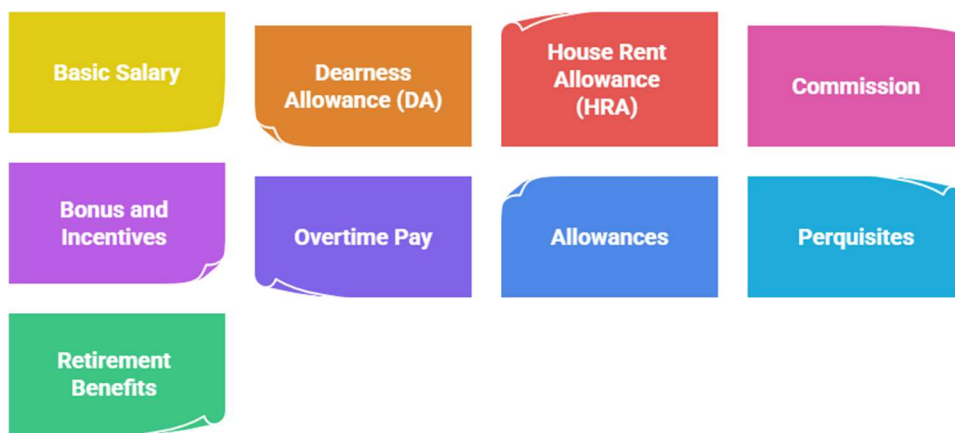 Basic Salary
Dearness
Allowance (DA)
House Rent
Allowance
(HRA)
Commission
Bonus and
Incentives
Overtime Pay
Allowances
Perquisites
Retirement
Benefits